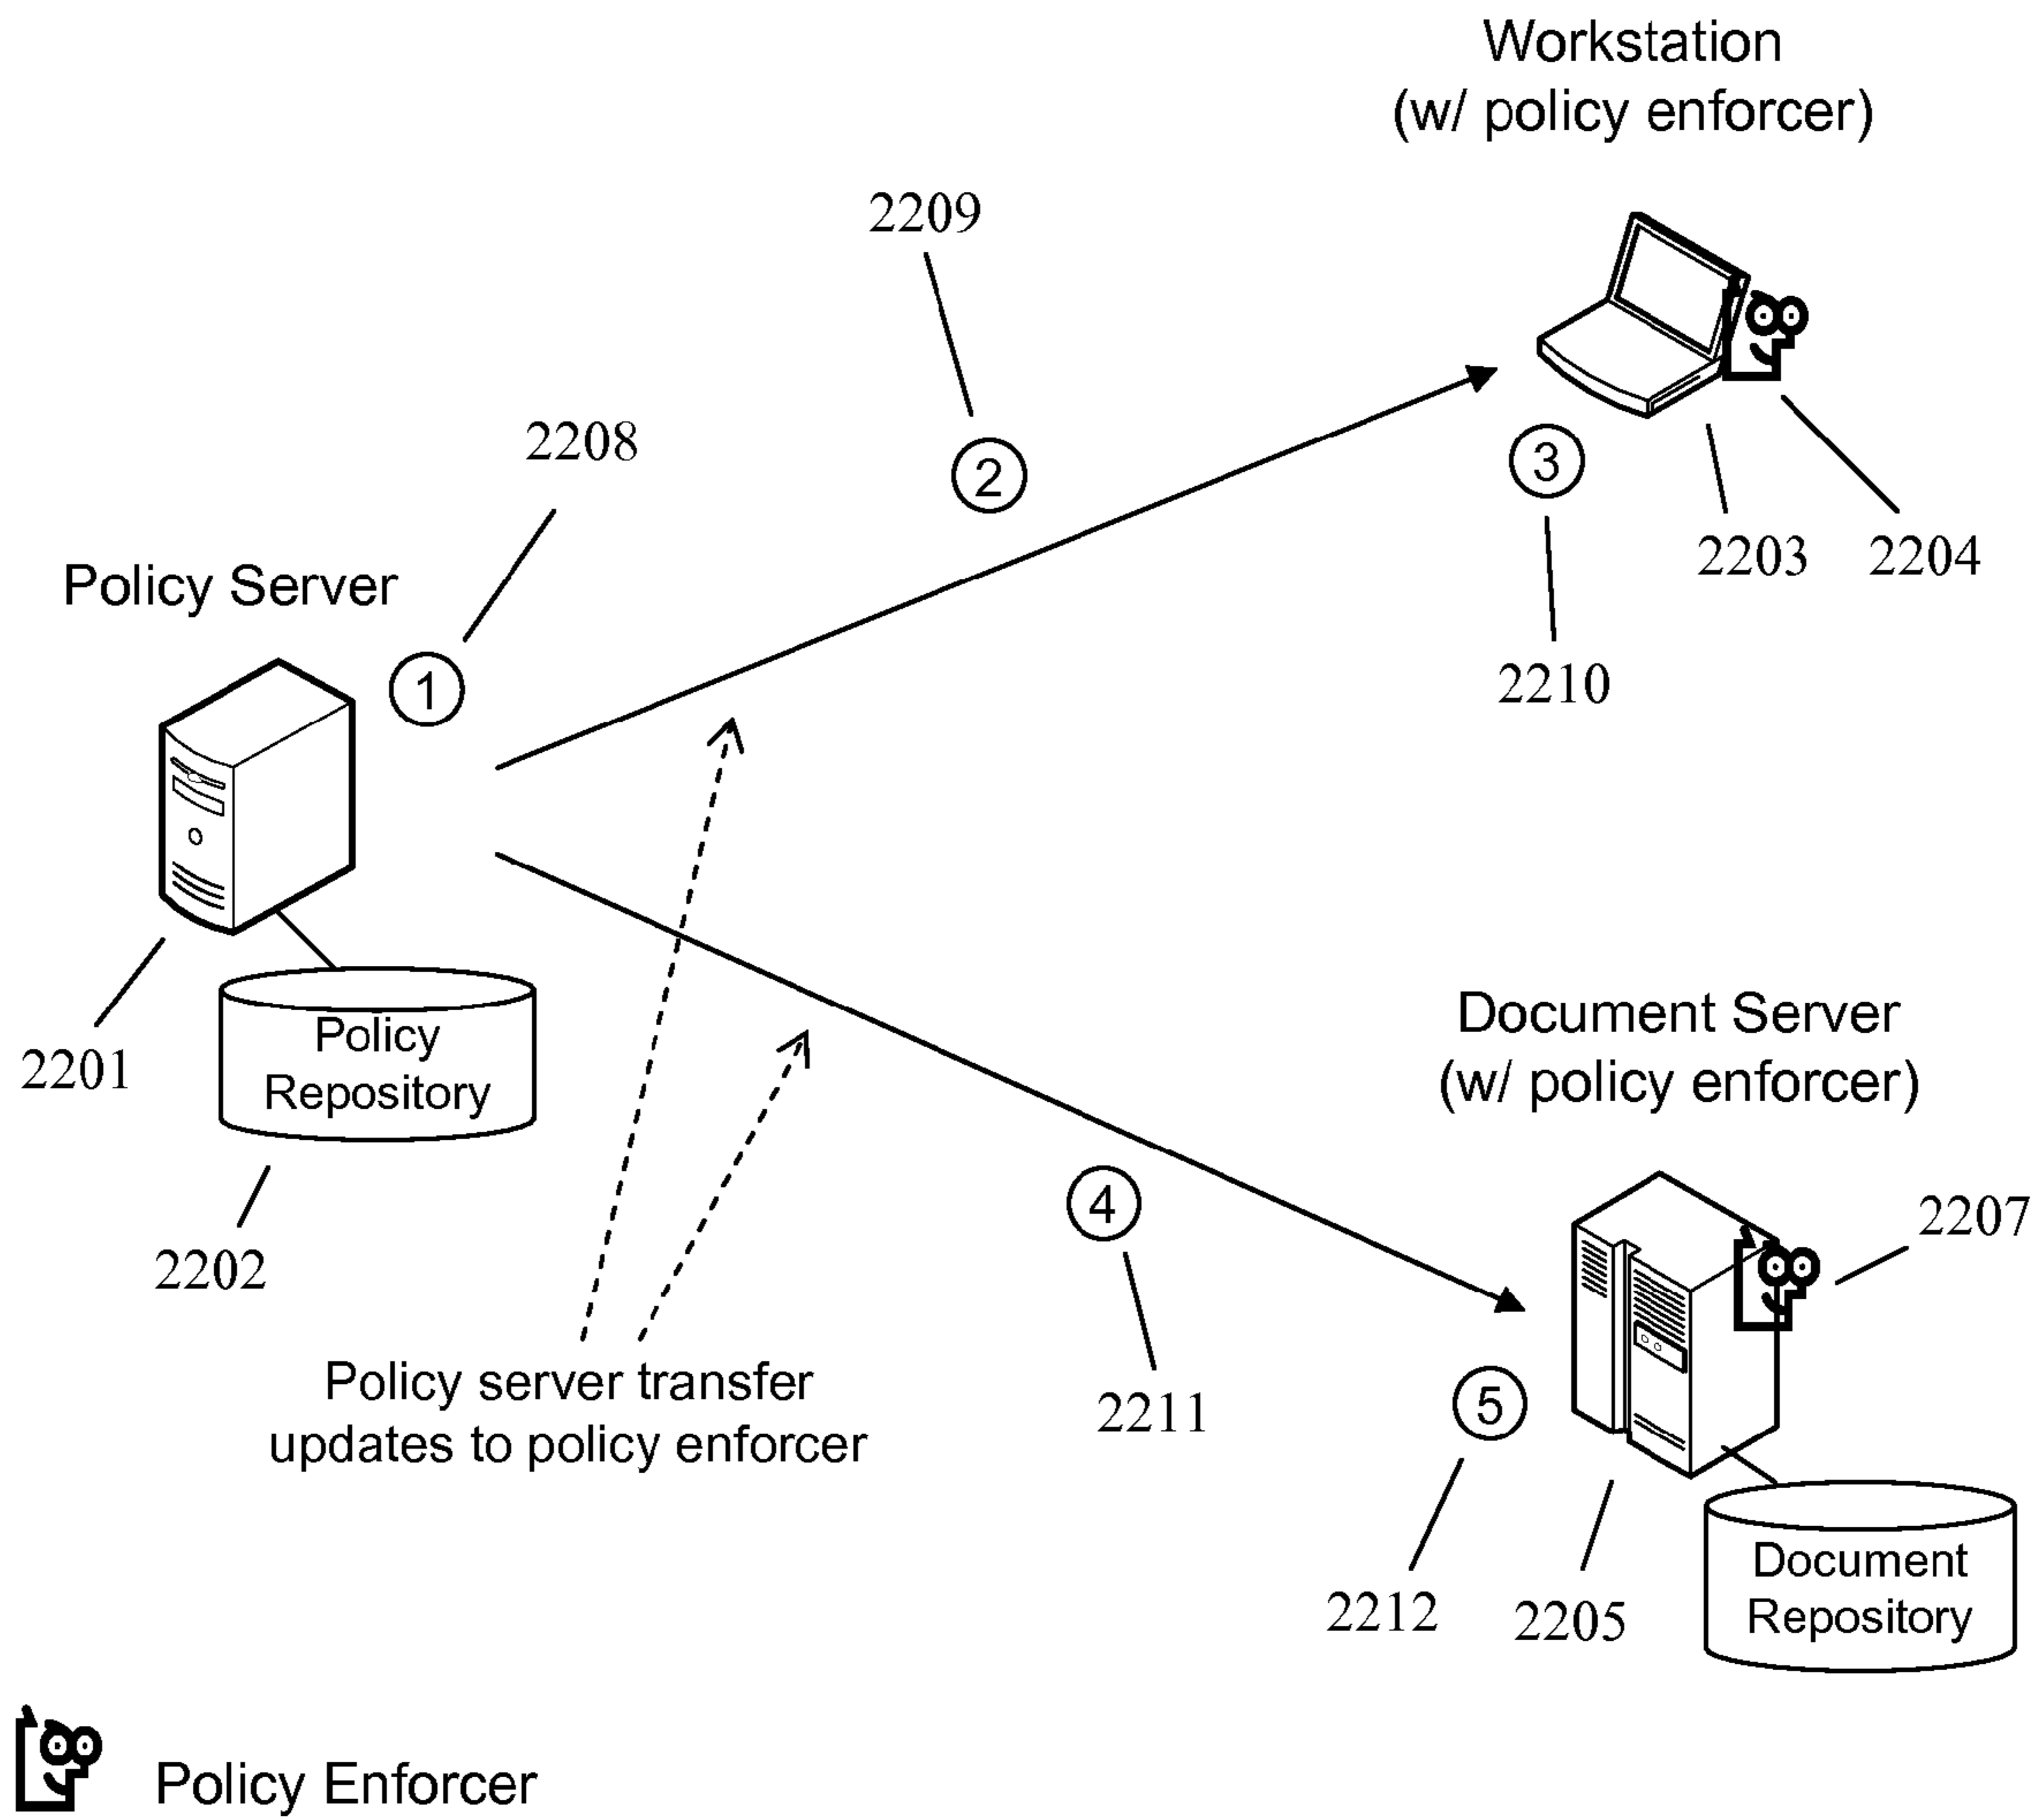 Workstation
(w/ policy enforcer)
2209
2208
2
3
2203
2204
Policy Server
1
2210
2201
Policy
Repository
2202
Document Server
(w/ policy enforcer)
4
2207
Policy server transfer
updates to policy enforcer
2211
5
2212
2205
Document
Repository
Policy Enforcer